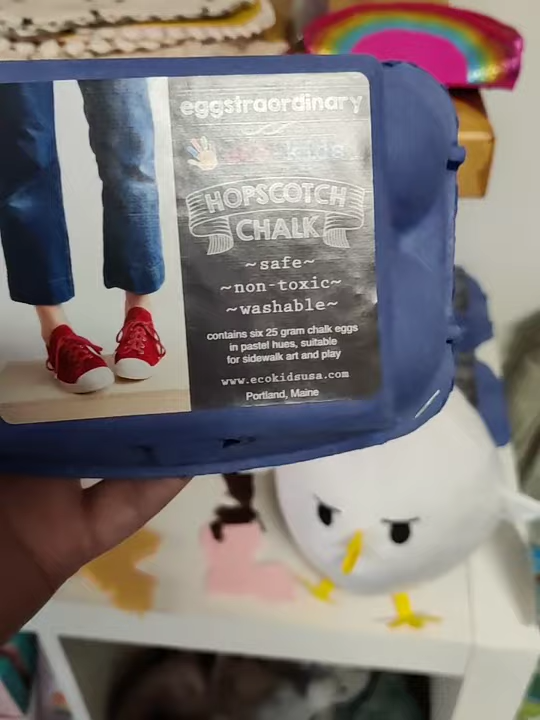 eggstraordinary
eco-kids
HOPSCOTCH
CHALK
~safe~
~non-toxic~
~washable~
contains six 25 gram chalk eggs
in pastel hues, suitable
for sidewalk art and play
www.ecokidsusa.com
Portland, Maine